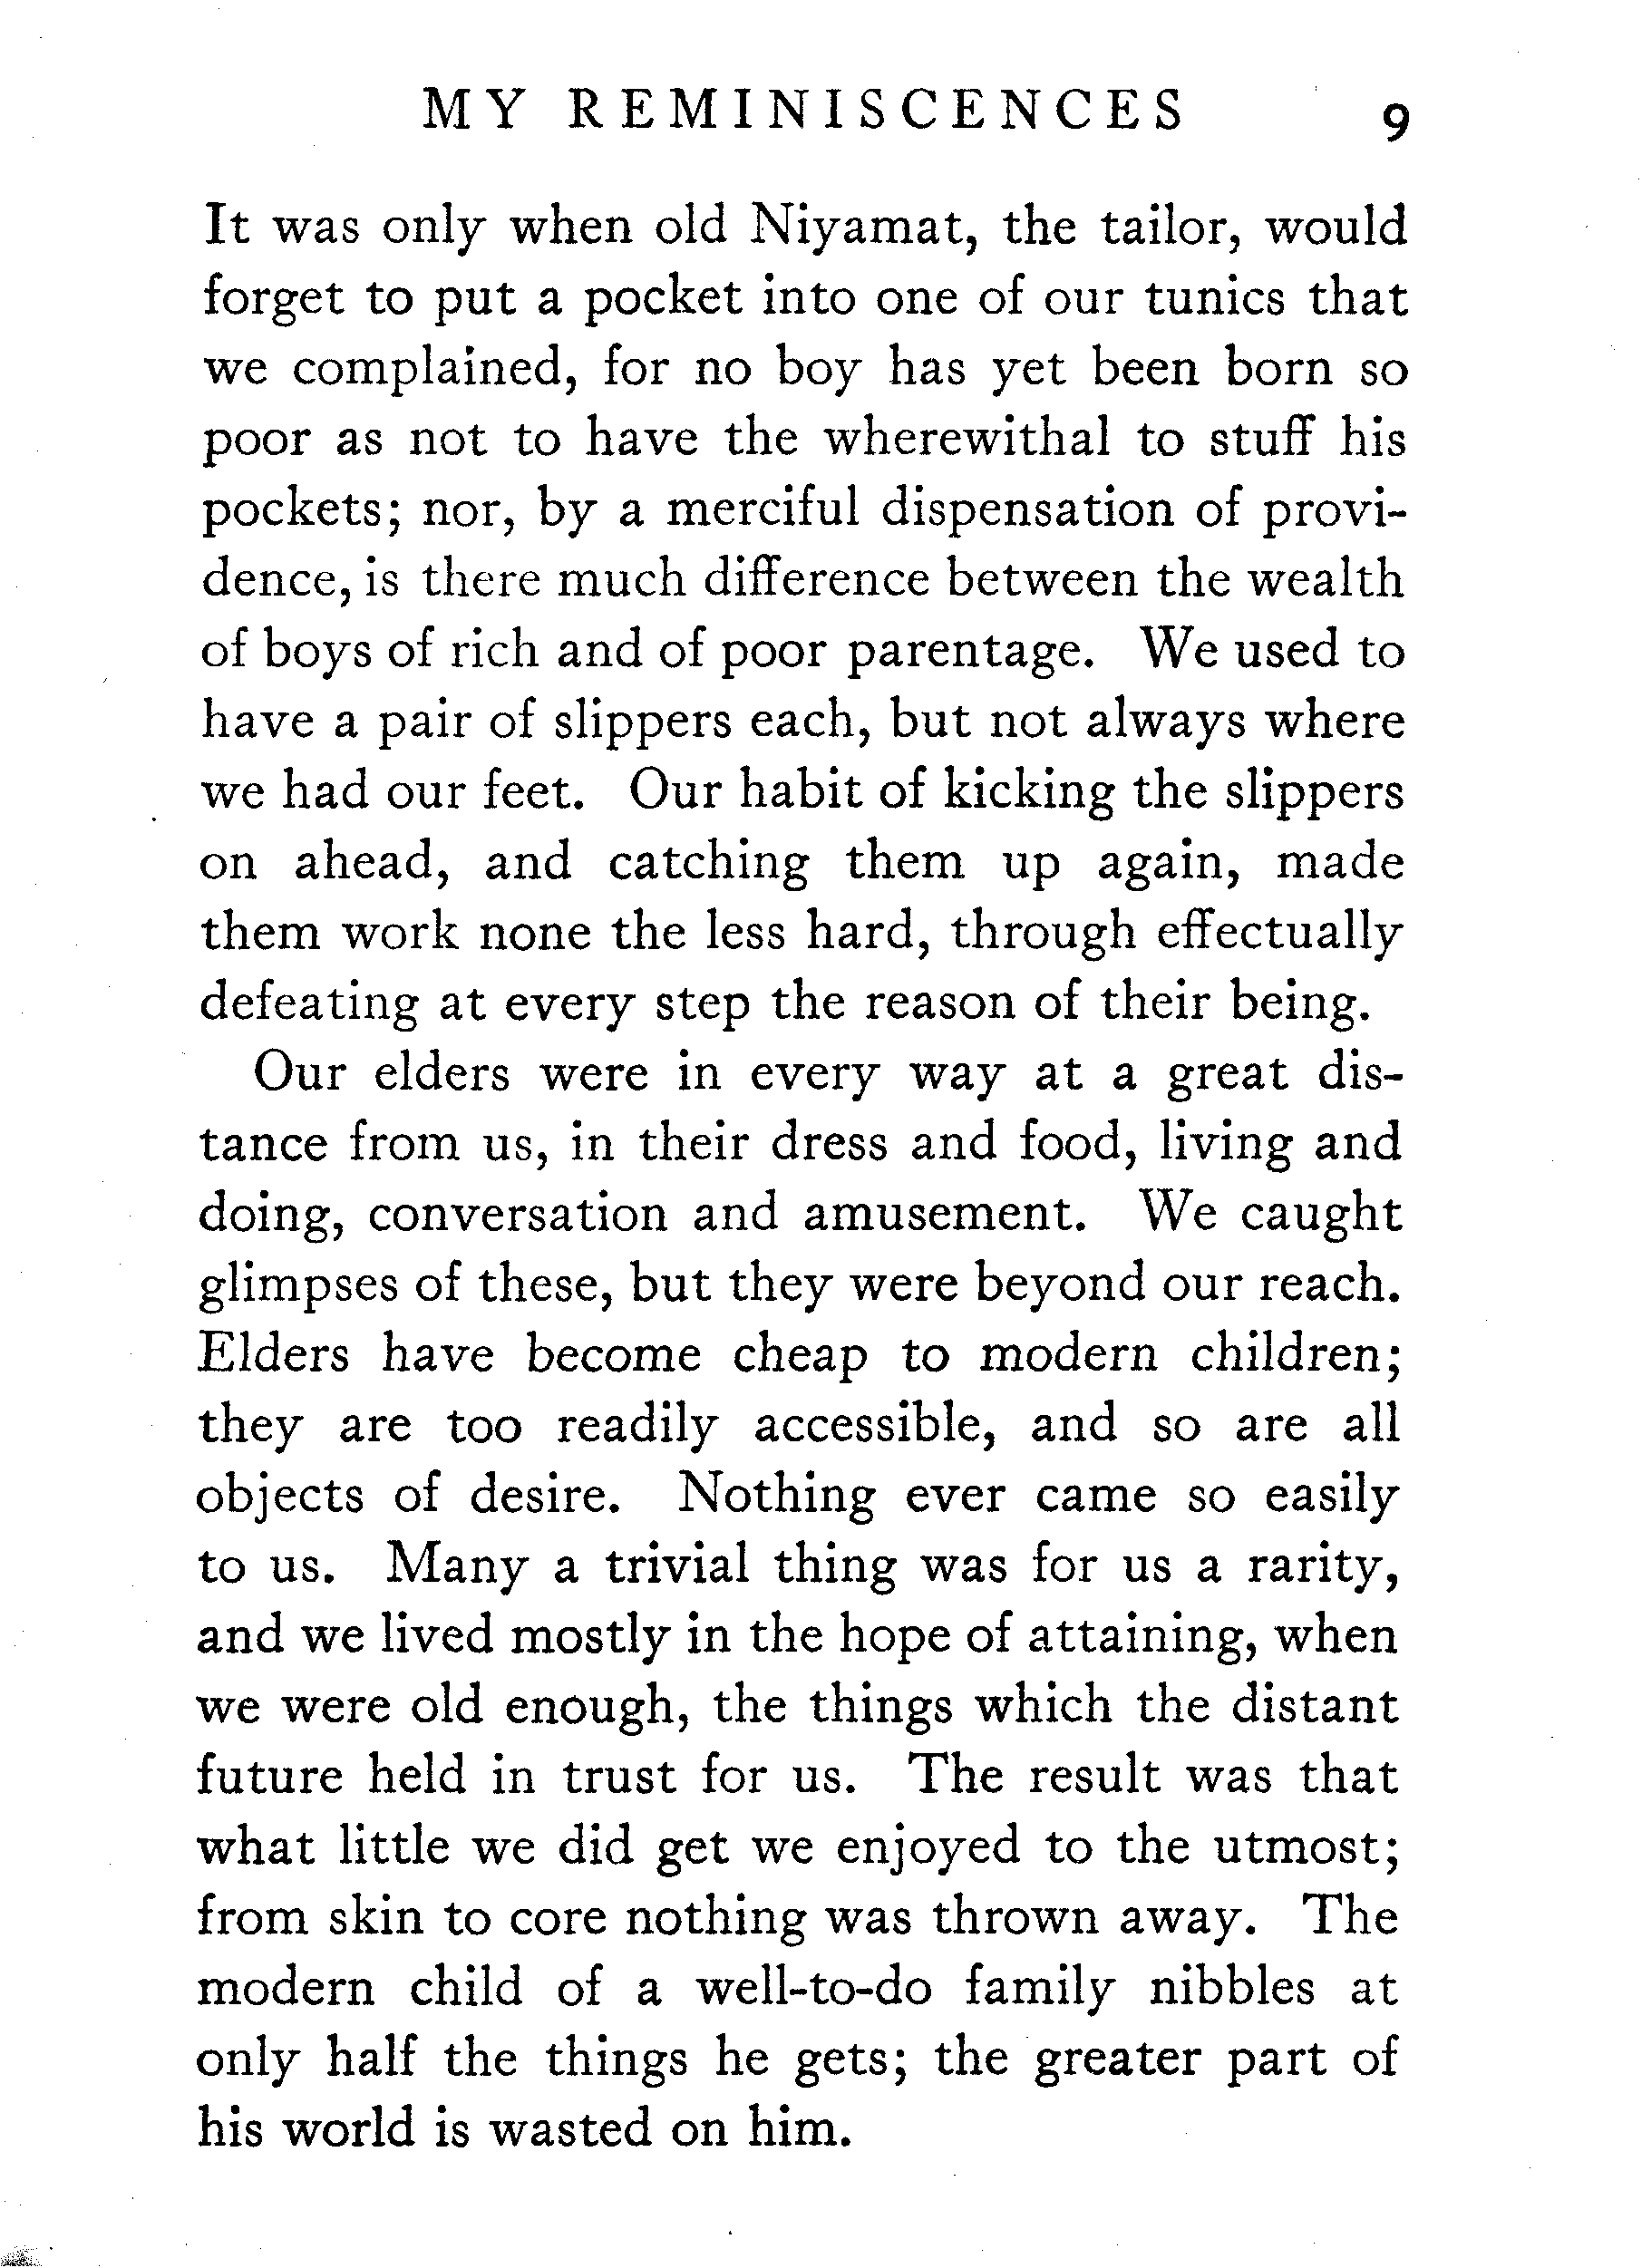 MY REMINISCENCES 9
It was only when old Niyamat, the tailor, would
forget to put a pocket into one of our tunics that
we complained, for no boy has yet been born so
poor as not to have the wherewithal to stuff his
pockets; nor, by a merciful dispensation of provi-
dence, is there much difference between the wealth
of boys of rich and of poor parentage. We used to
have a pair of slippers each, but not always where
we had our feet. Our habit of kicking the slippers
on ahead, and catching them up again, made
them work none the less hard, through effectually
defeating at every step the reason of their being.
Our elders were in every way at a great dis-
tance from us, in their dress and food, living and
doing, conversation and amusement. We caught
glimpses of these, but they were beyond our reach.
Elders have become cheap to modern children;
they are too readily accessible, and so are all
objects of desire. Nothing ever came so easily
to us. Many a trivial thing was for us a rarity,
and we lived mostly in the hope of attaining, when
we were old enough, the things which the distant
future held in trust for us. The result was that
what little we did get we enjoyed to the utmost;
from skin to core nothing was thrown away. The
modern child of a well-to-do family nibbles at
only half the things he gets; the greater part of
his world is wasted on him.